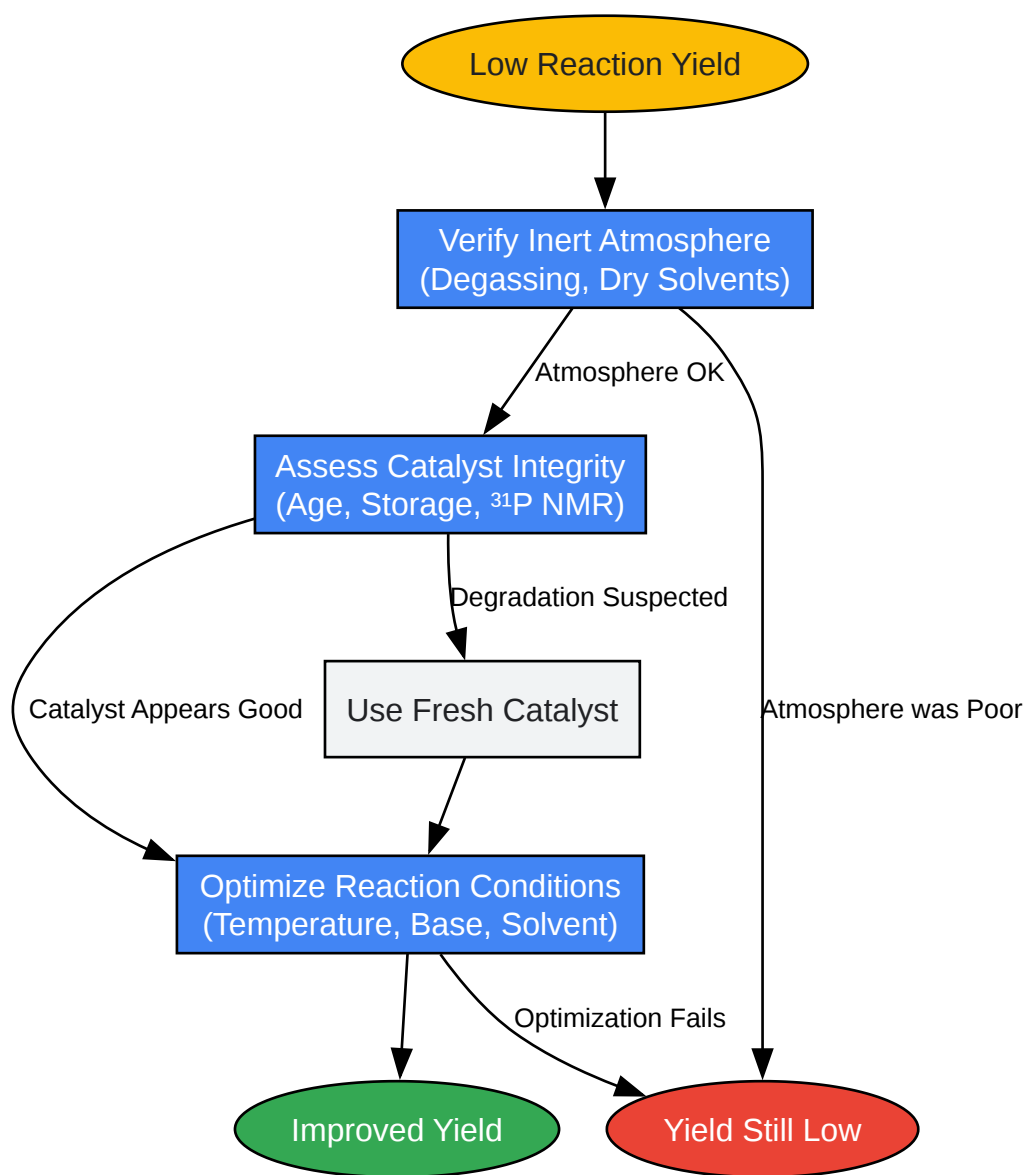 Low Reaction Yield
Verify Inert Atmosphere
(Degassing, Dry Solvents)
Atmosphere OK
Assess Catalyst Integrity
(Age, Storage, ³¹P NMR)
Degradation Suspected
Use Fresh Catalyst
Catalyst Appears Good
Atmosphere was Poor
Optimize Reaction Conditions
(Temperature, Base, Solvent)
Optimization Fails
Improved Yield
Yield Still Low